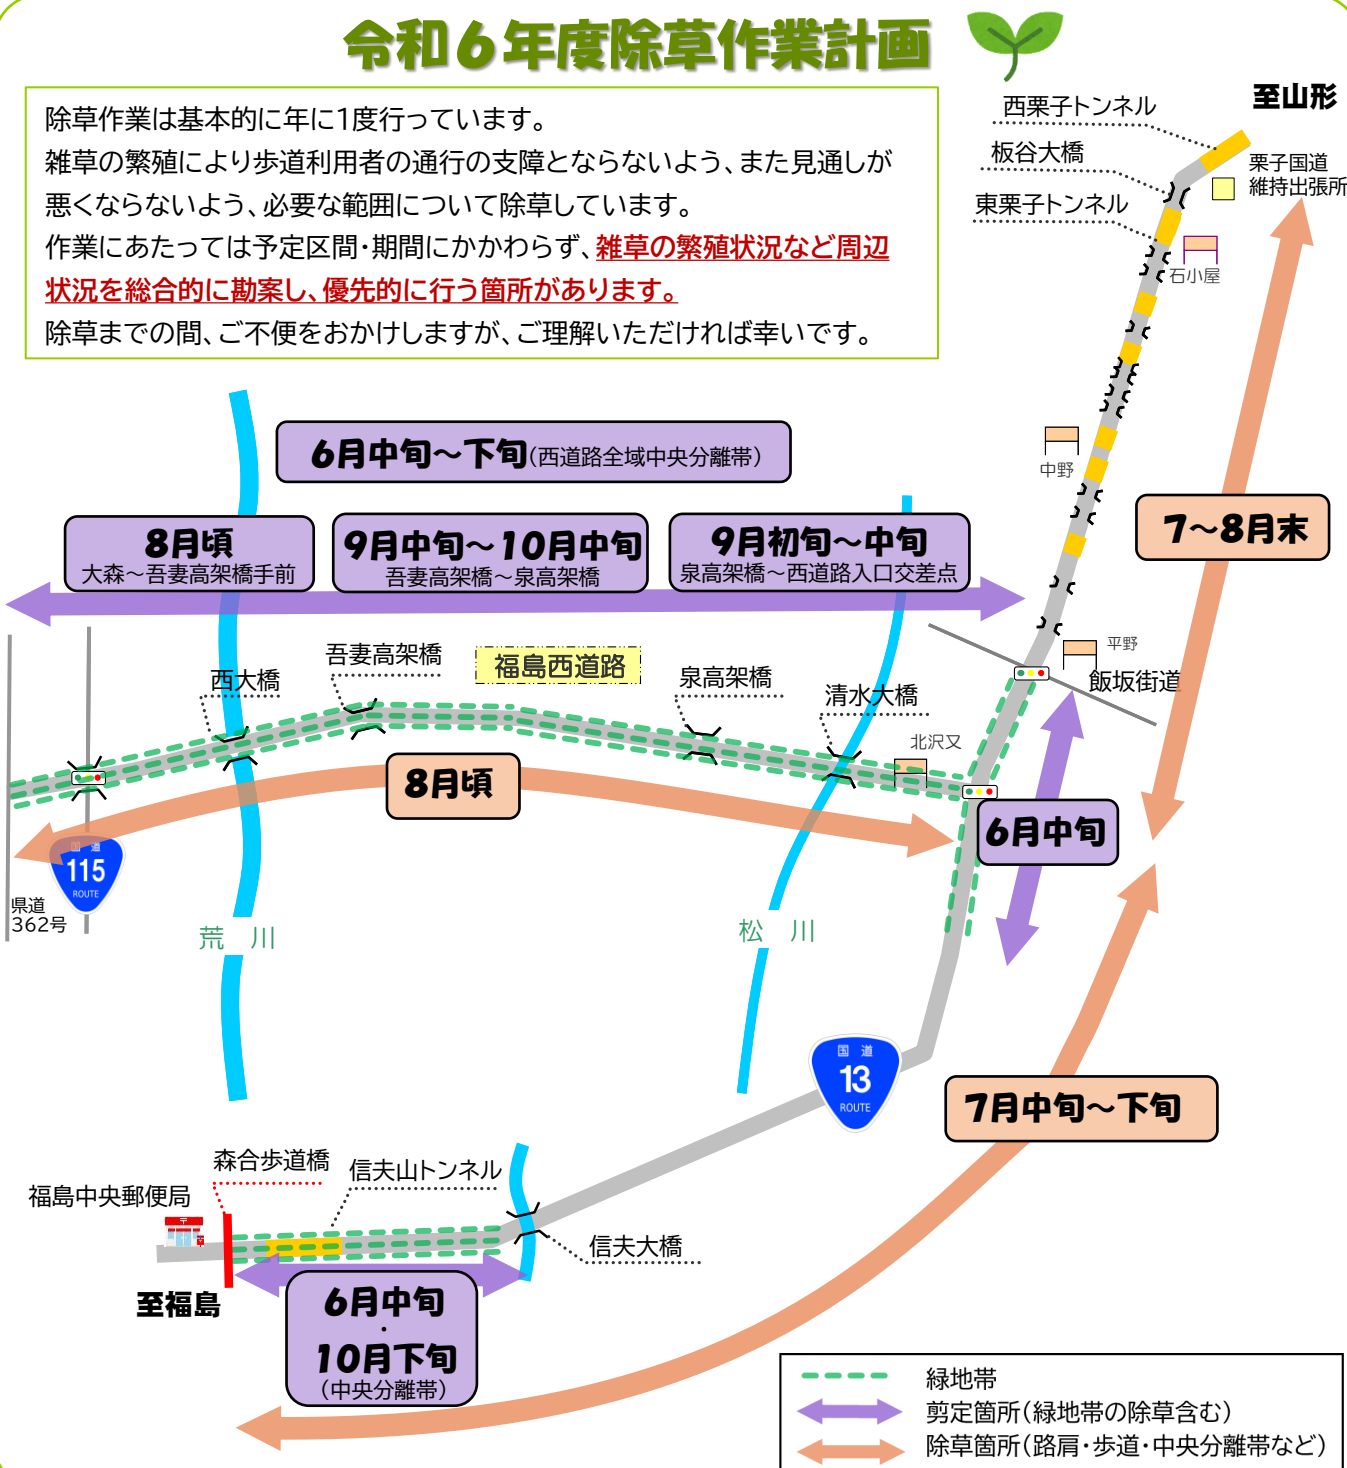 令和６年度除草作業計画
除草作業は基本的に年に1度行っています。
雑草の繁殖により歩道利用者の通行の支障とならないよう、また見通しが
悪くならないよう、必要な範囲について除草しています。
作業にあたっては予定区間・期間にかかわらず、雑草の繁殖状況など周辺
状況を総合的に勘案し、優先的に行う箇所があります。
除草までの間、ご不便をおかけしますが、ご理解いただければ幸いです。
至山形
西栗子トンネル
板谷大橋
東栗子トンネル
栗子国道
維持出張所
石小屋
中野
7～8月末
6月中旬～下旬(西道路全域中央分離帯)
8月頃
大森～吾妻高架橋手前
9月中旬～10月中旬
吾妻高架橋～泉高架橋
9月初旬～中旬
泉高架橋～西道路入口交差点
平野
飯坂街道
西大橋
吾妻高架橋
福島西道路
泉高架橋
清水大橋
北沢又
8月頃
6月中旬
国道
115
ROUTE
県道
362号
荒川
松川
国道
13
ROUTE
7月中旬～下旬
森合歩道橋
信夫山トンネル
福島中央郵便局
信夫大橋
至福島
6月中旬
・
10月下旬
(中央分離帯)
緑地帯
剪定箇所(緑地帯の除草含む)
除草箇所(路肩・歩道・中央分離帯など)